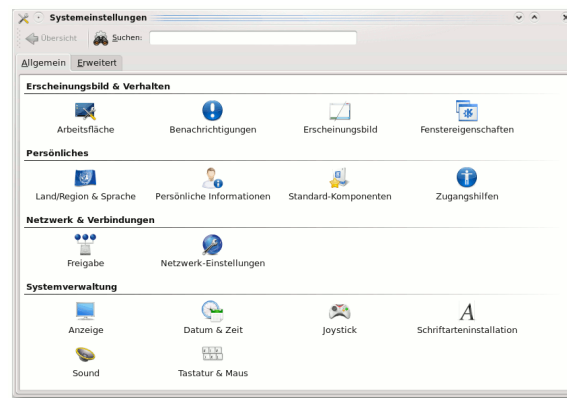 Systemeinstellungen
Übersicht Suchen:
Allgemein Erweitert
Erscheinungsbild & Verhalten
Arbeitsfläche Benachrichtigungen Erscheinungsbild Fenstereigenschaften
Persönliches
Land/Region & Sprache Persönliche Informationen Standard-Komponenten Zugangshilfen
Netzwerk & Verbindungen
Freigabe Netzwerk-Einstellungen
Systemverwaltung
Anzeige Datum & Zeit Joystick Schriftarteninstallation
Sound Tastatur & Maus